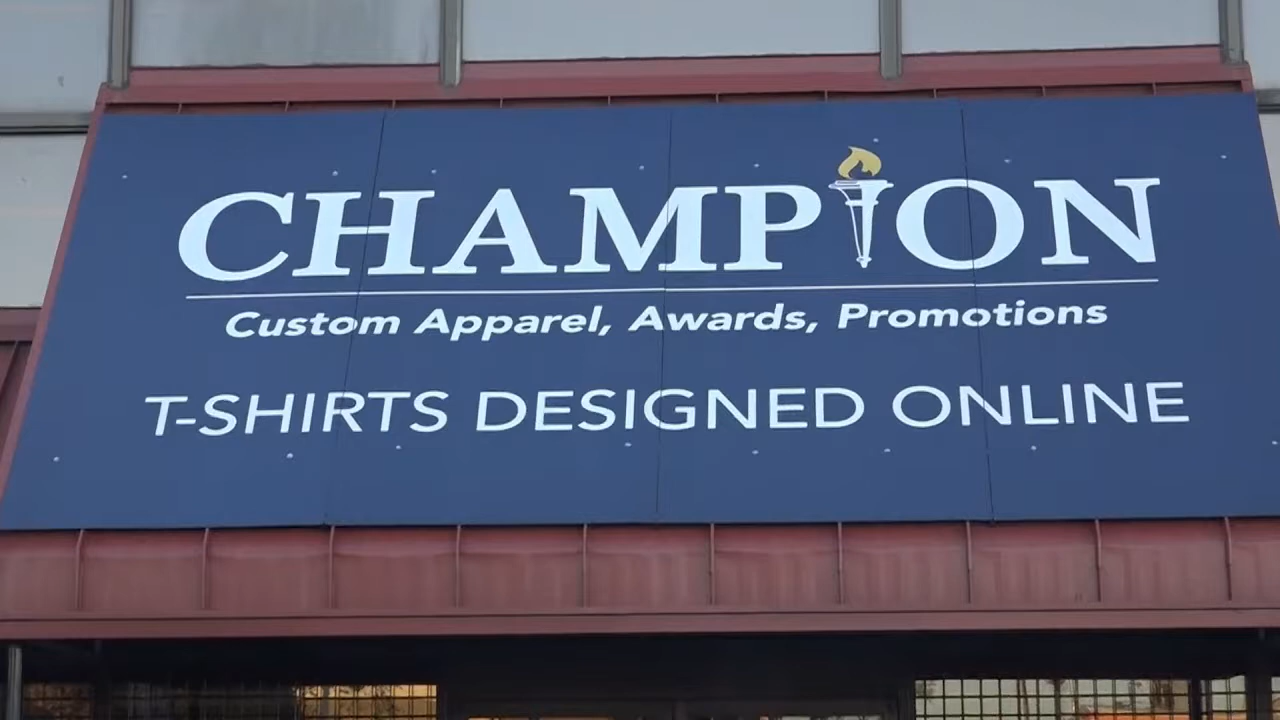 CHAMPION
Custom Apparel, Awards, Promotions
T-SHIRTS DESIGNED ONLINE